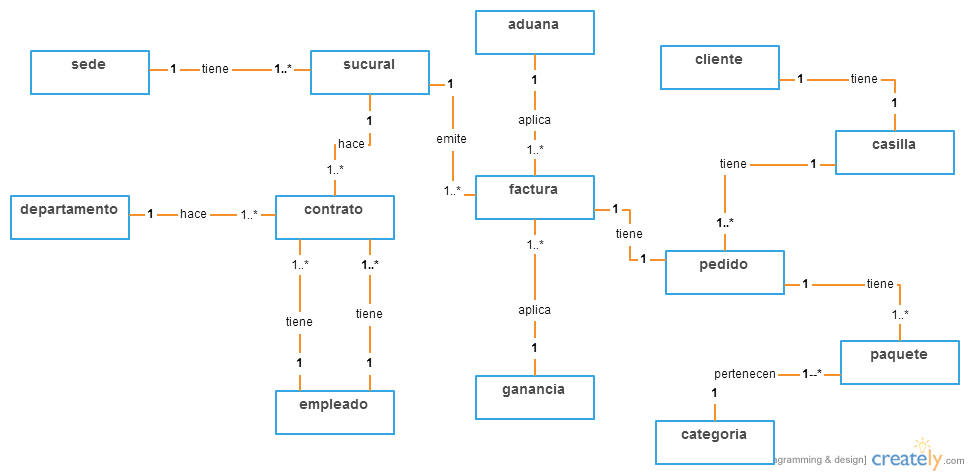 aduana
sede
1
tiene
1..*
sucural
1
cliente
1
tiene
1
1
1
aplica
1..*
hace
1..*
emite
1..*
casilla
1
tiene
1..*
departamento
1
hace
1..*
contrato
factura
1
tiene
1
pedido
1..*
1..*
1..*
1
tiene
1..*
tiene
tiene
aplica
1
1
1
paquete
1--*
pertenecen
1
empleado
ganancia
categoria
ogramming & design]
creately.com